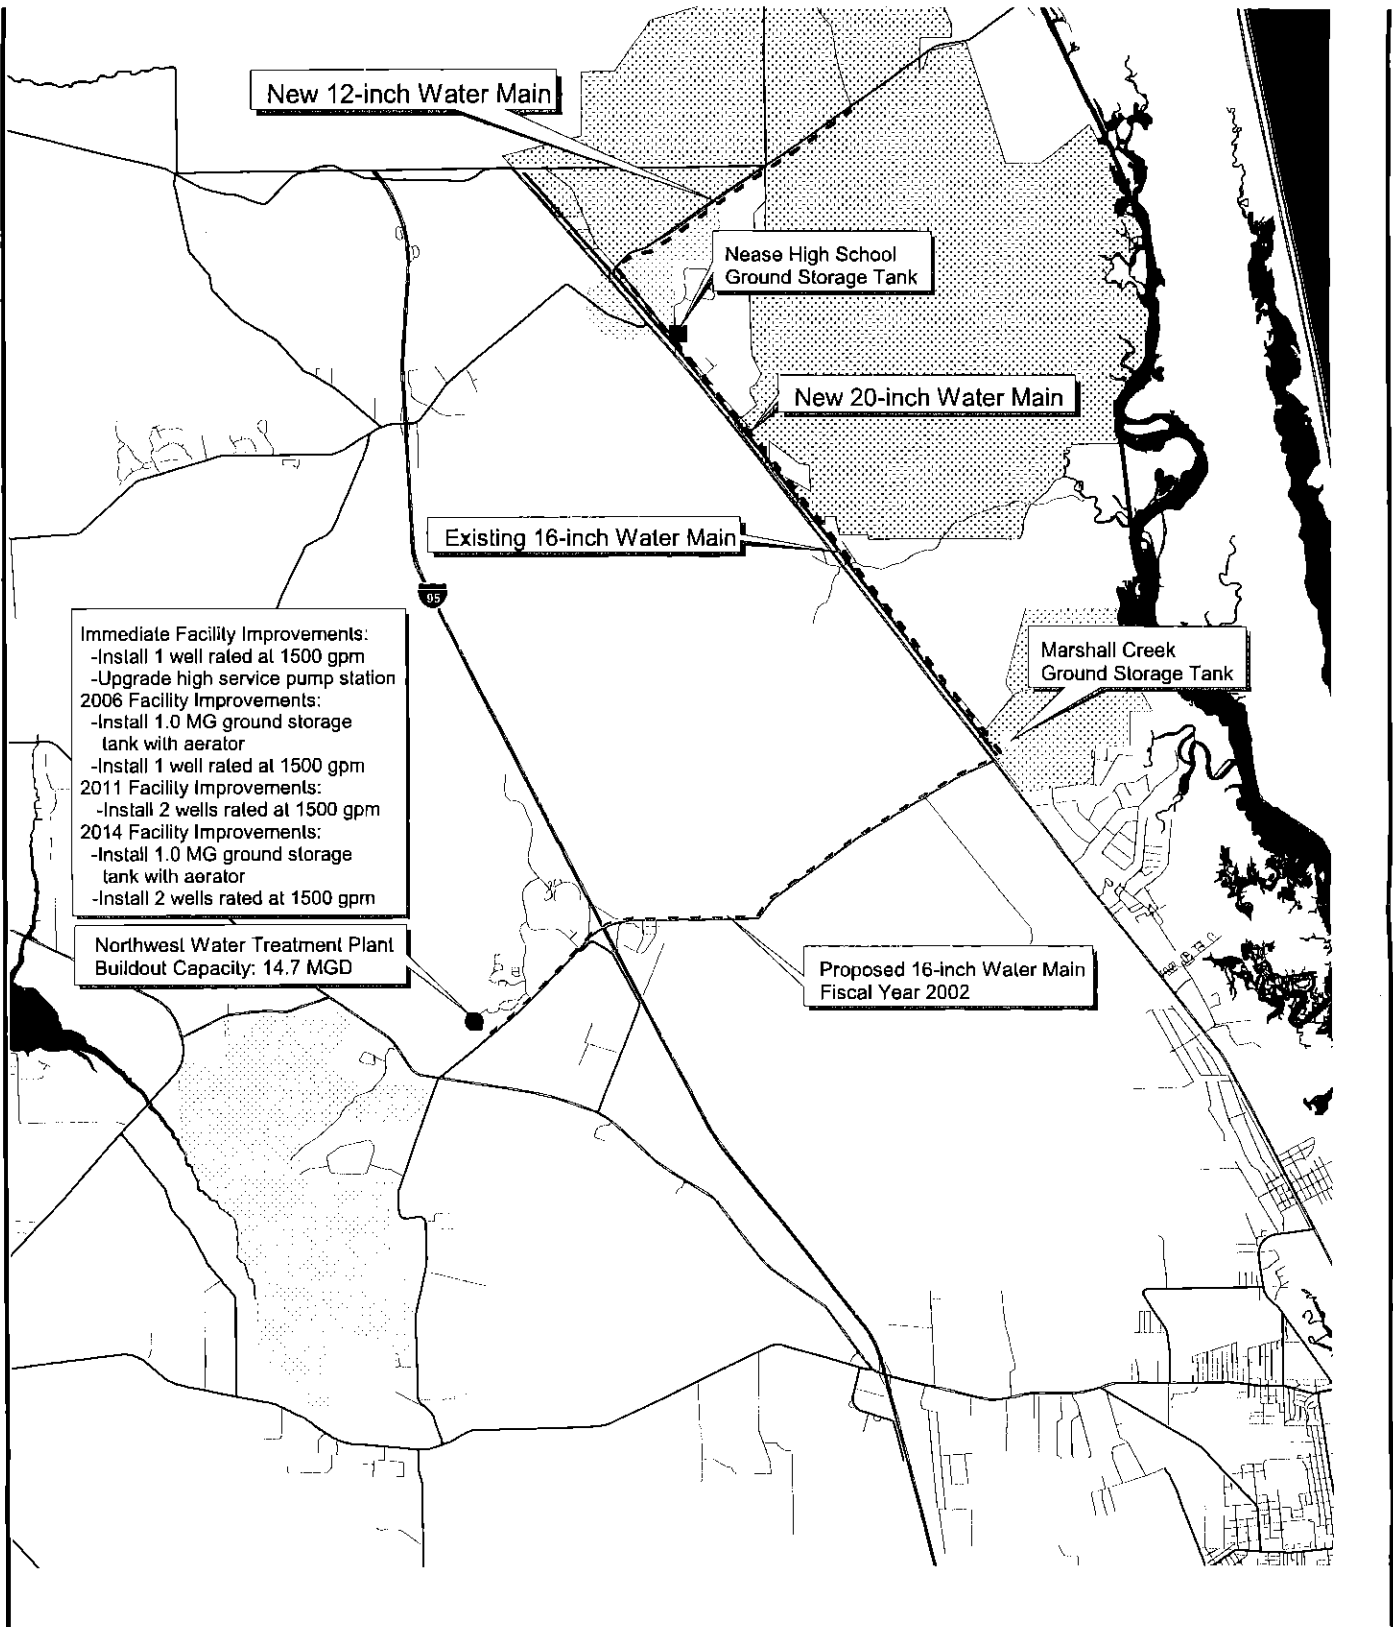 New 12-inch Water Main
Nease High School
Ground Storage Tank
New 20-inch Water Main
Existing 16-inch Water Main
95
Immediate Facility Improvements:
-Install 1 well rated at 1500 gpm
-Upgrade high service pump station
2006 Facility Improvements:
-Install 1.0 MG ground storage
tank with aerator
-Install 1 well rated at 1500 gpm
2011 Facility Improvements:
-Install 2 wells rated at 1500 gpm
2014 Facility Improvements:
-Install 1.0 MG ground storage
tank with aerator
-Install 2 wells rated at 1500 gpm
Marshall Creek
Ground Storage Tank
Northwest Water Treatment Plant
Buildout Capacity: 14.7 MGD
Proposed 16-inch Water Main
Fiscal Year 2002